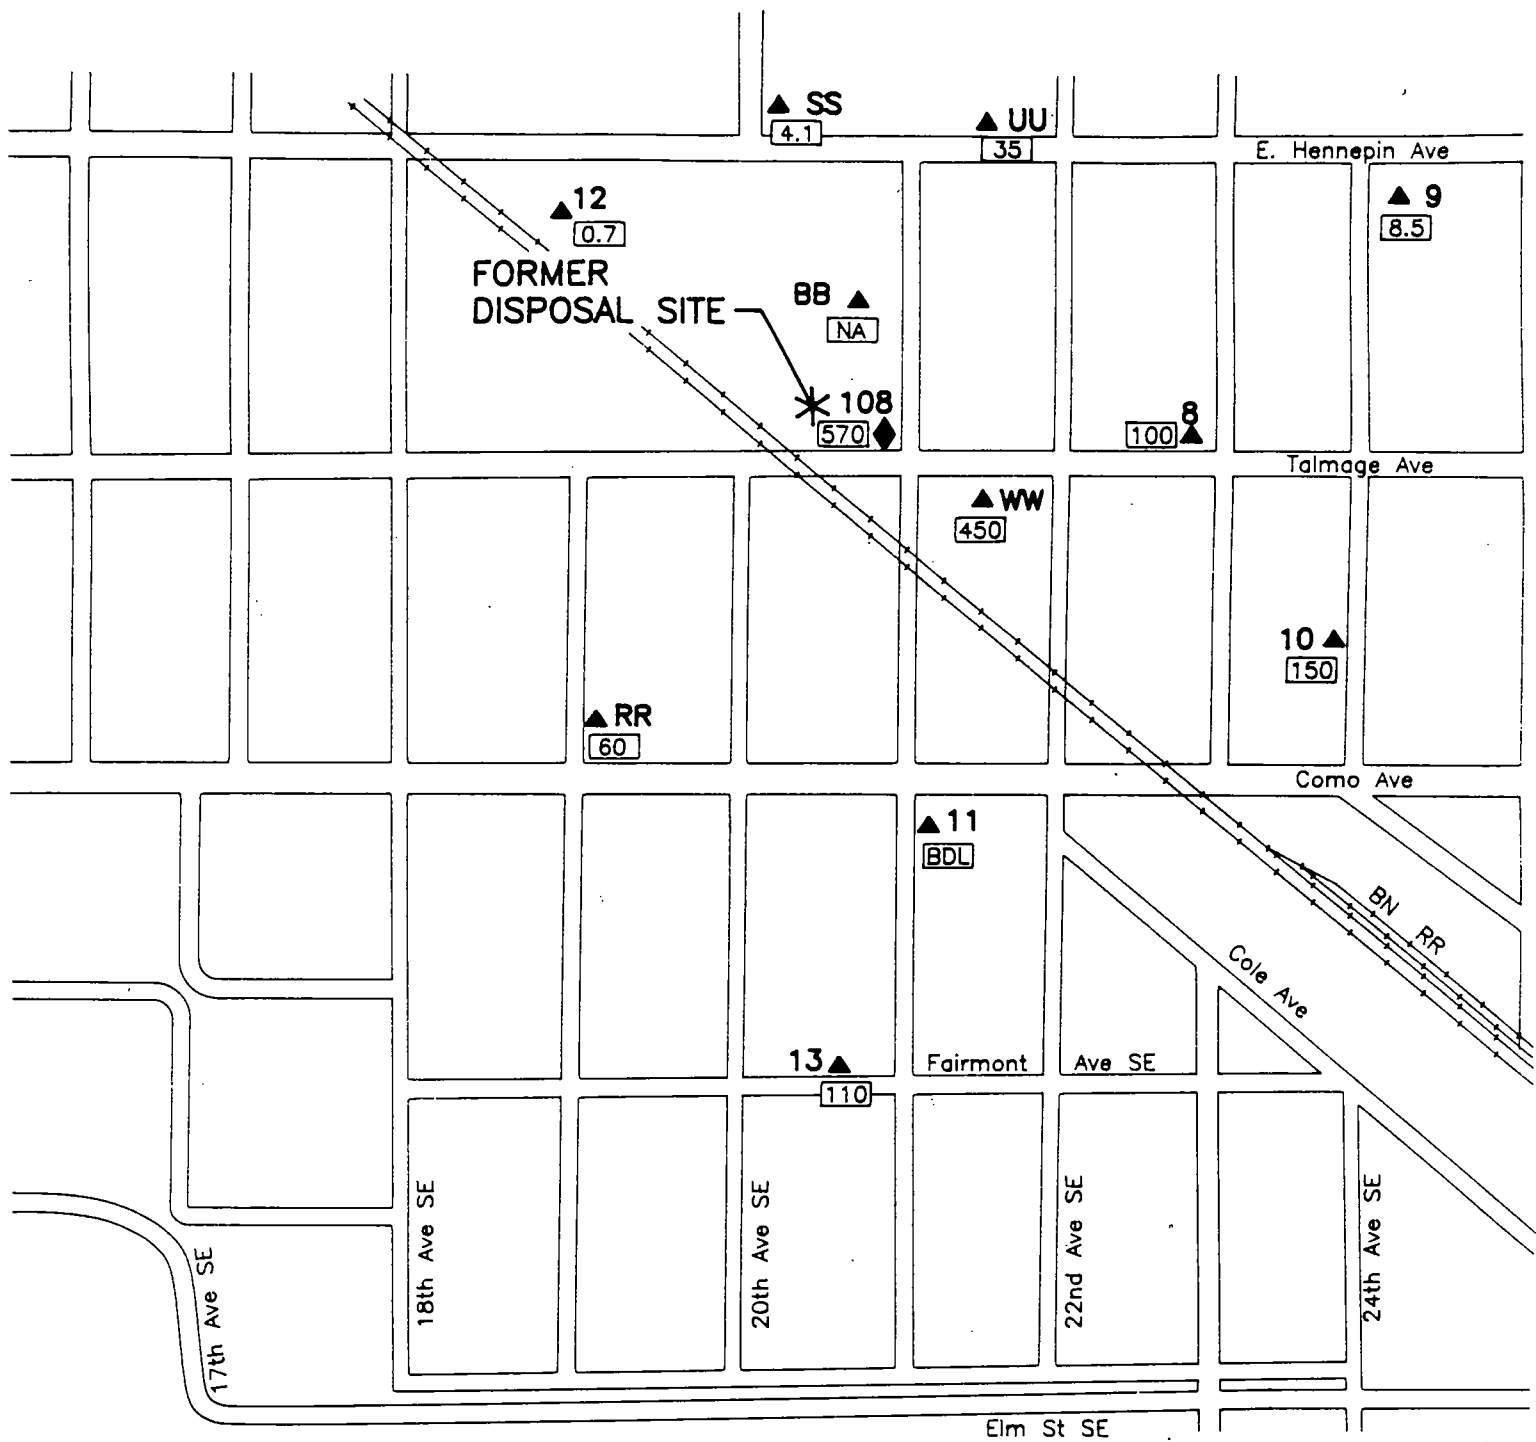 SS
4.1
UU
35
E. Hennepin Ave
12
0.7
9
8.5
FORMER
DISPOSAL SITE
BB
NA
108
570
8
100
Talmage Ave
WW
450
10
150
RR
60
Como Ave
11
BDL
BN RR
Cole Ave
13
110
Fairmont Ave SE
17th Ave SE
18th Ave SE
20th Ave SE
22nd Ave SE
24th Ave SE
Elm St SE